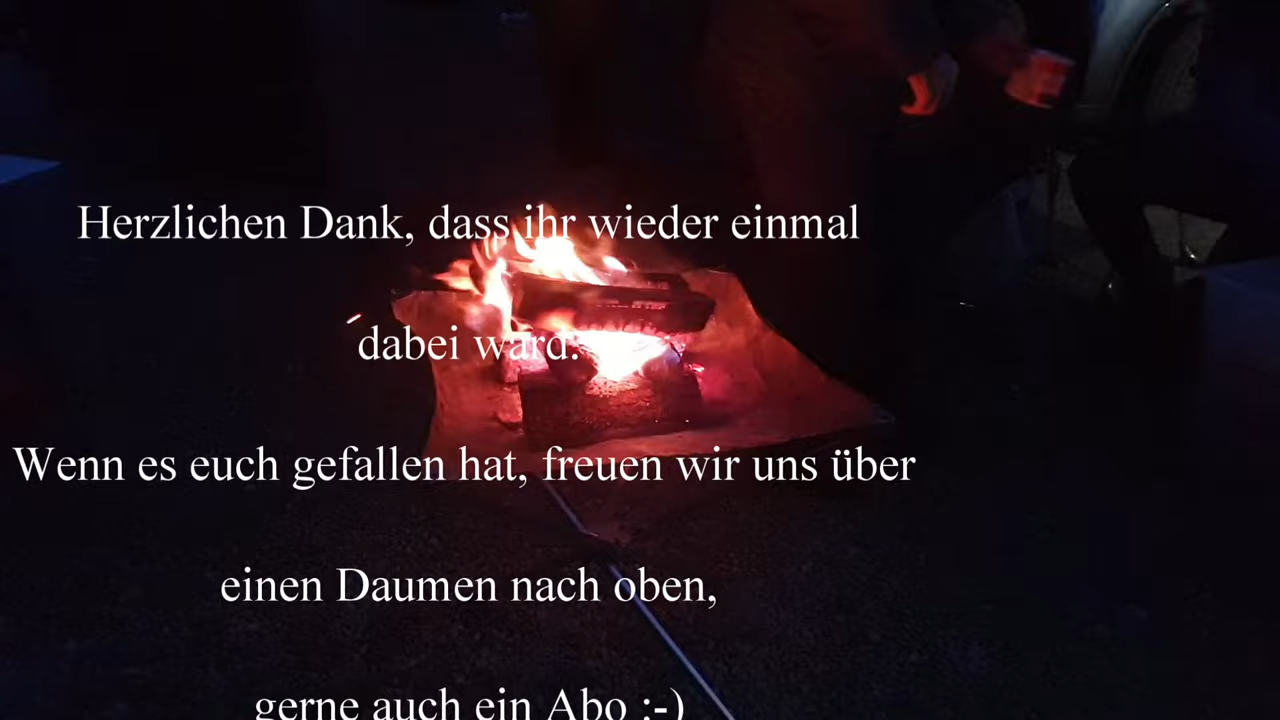 Herzlichen Dank, dass ihr wieder einmal
dabei ward.
Wenn es euch gefallen hat, freuen wir uns über
einen Daumen nach oben,
gerne auch ein Abo :-)